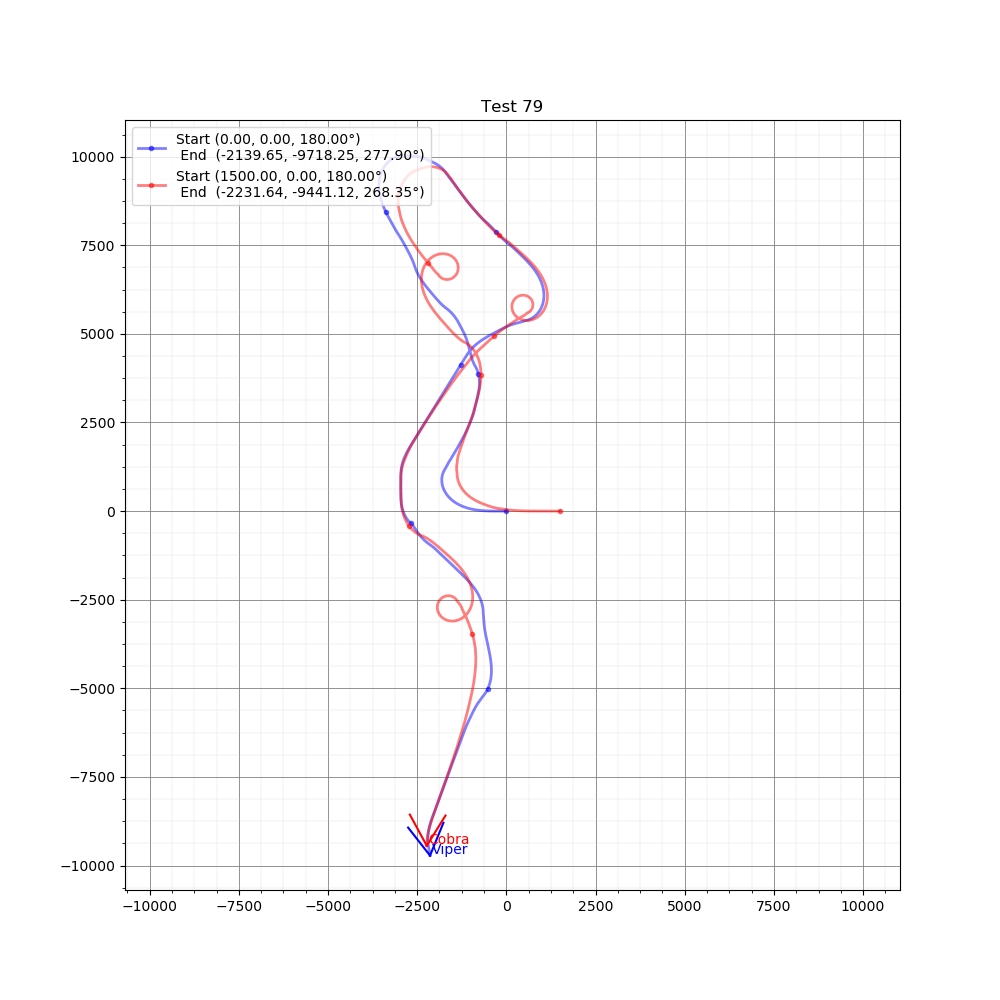 Test 79
Start (0.00, 0.00, 180.00°)
End (-2139.65, -9718.25, 277.90°)
Start (1500.00, 0.00, 180.00°)
End (-2231.64, -9441.12, 268.35°)
10000
7500
5000
2500
0
−2500
−5000
−7500
−10000
Cobra
Viper
−10000 −7500 −5000 −2500 0 2500 5000 7500 10000